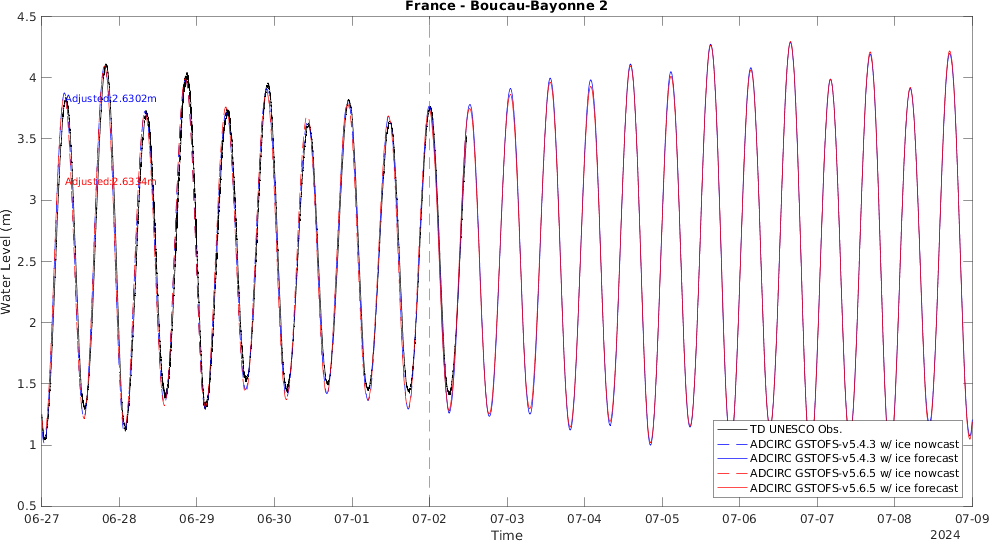 France - Boucau-Bayonne 2
4.5
4
3.5
3
2.5
2
1.5
1
0.5
Water Level (m)
Adjusted:2.6302m
Adjusted:2.6334m
TD UNESCO Obs.
ADCIRC GSTOFS-v5.4.3 w/ ice nowcast
ADCIRC GSTOFS-v5.4.3 w/ ice forecast
ADCIRC GSTOFS-v5.6.5 w/ ice nowcast
ADCIRC GSTOFS-v5.6.5 w/ ice forecast
06-27 06-28 06-29 06-30 07-01 07-02 07-03 07-04 07-05 07-06 07-07 07-08 07-09
Time
2024